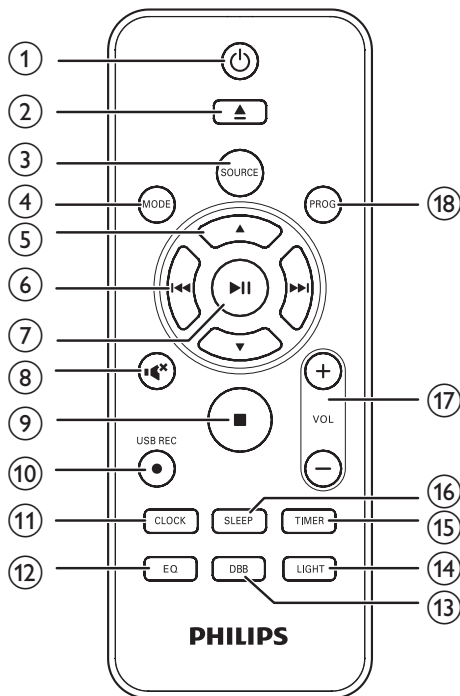 1
2
3
SOURCE
4
MODE
PROG
18
5
6
7
8
9
VOL
17
USB REC
10
16
11
CLOCK
SLEEP
TIMER
15
12
EQ
DBB
LIGHT
14
13
PHILIPS